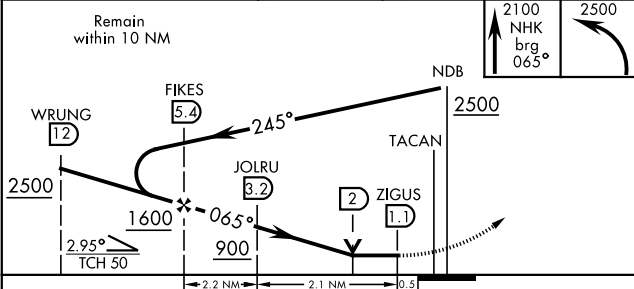 Remain
within 10 NM
2100
NHK
brg
065°
2500
NDB
2500
FIKES
5.4
245°
WRUNG
12
TACAN
JOLRU
3.2
2
ZIGUS
1.1
2500
1600
065°
900
2.95°
TCH 50
2.2 NM
2.1 NM
0.5